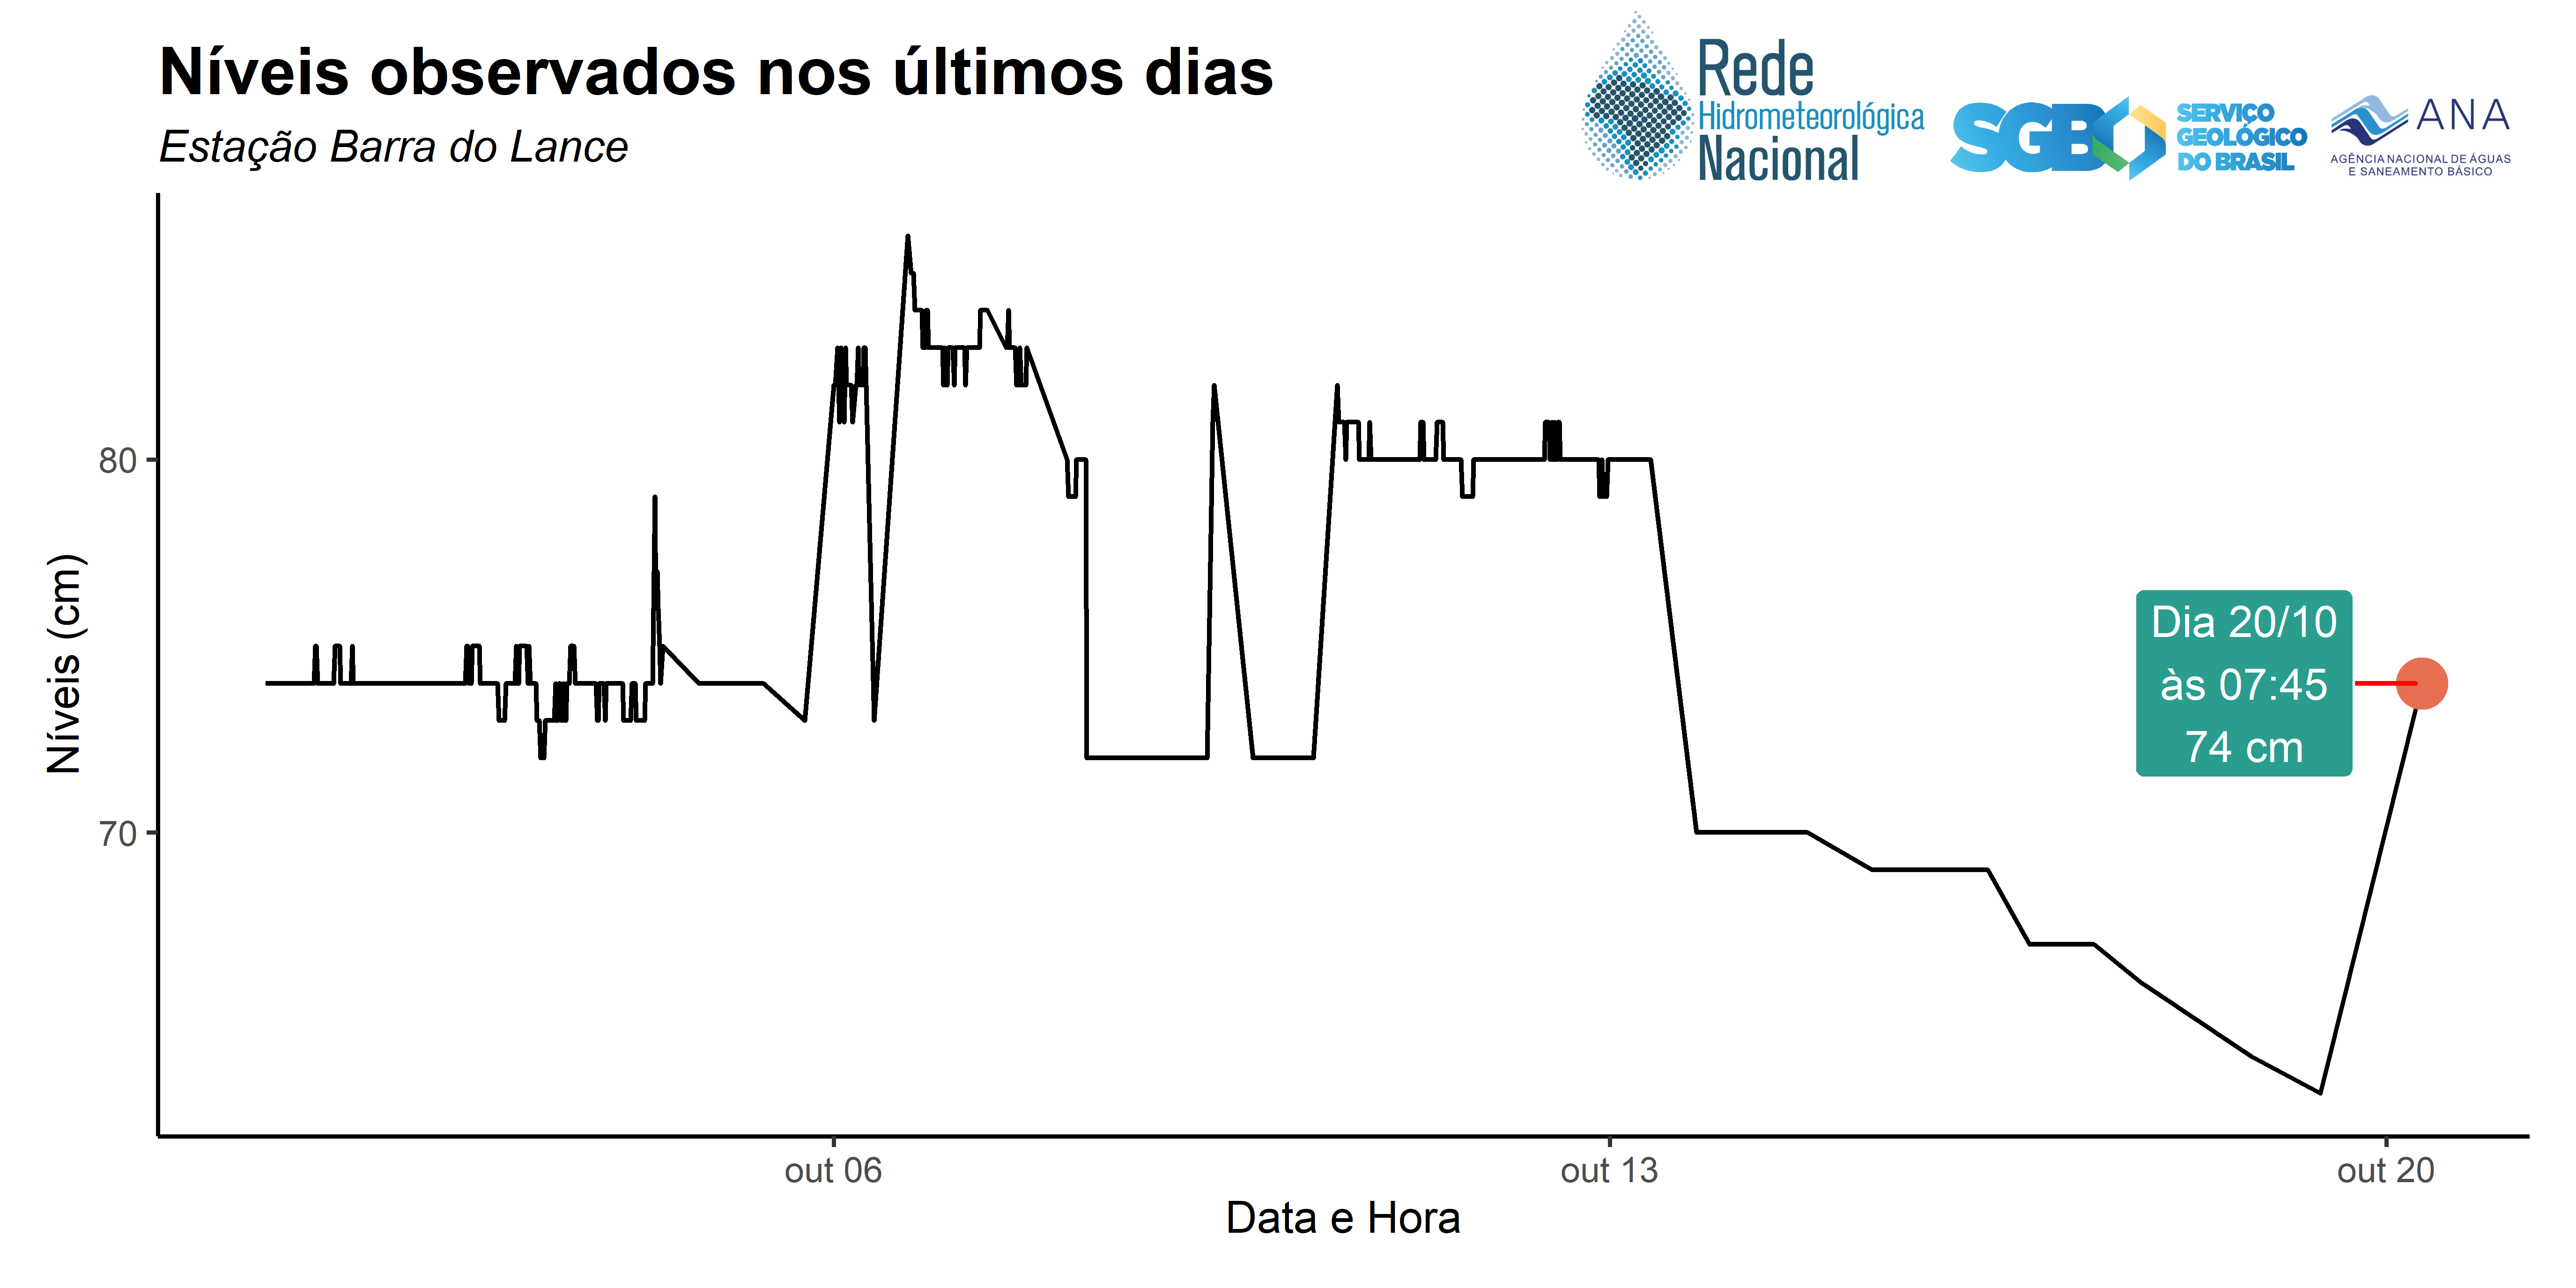 Níveis observados nos últimos dias
Estação Barra do Lance
Rede
Hidrometeorológica
Nacional
SGB
SERVIÇO
GEOLÓGICO
DO BRASIL
ANA
AGÊNCIA NACIONAL DE ÁGUAS
E SANEAMENTO BÁSICO
Níveis (cm)
80
70
Dia 20/10
às 07:45
74 cm
out 06
out 13
out 20
Data e Hora